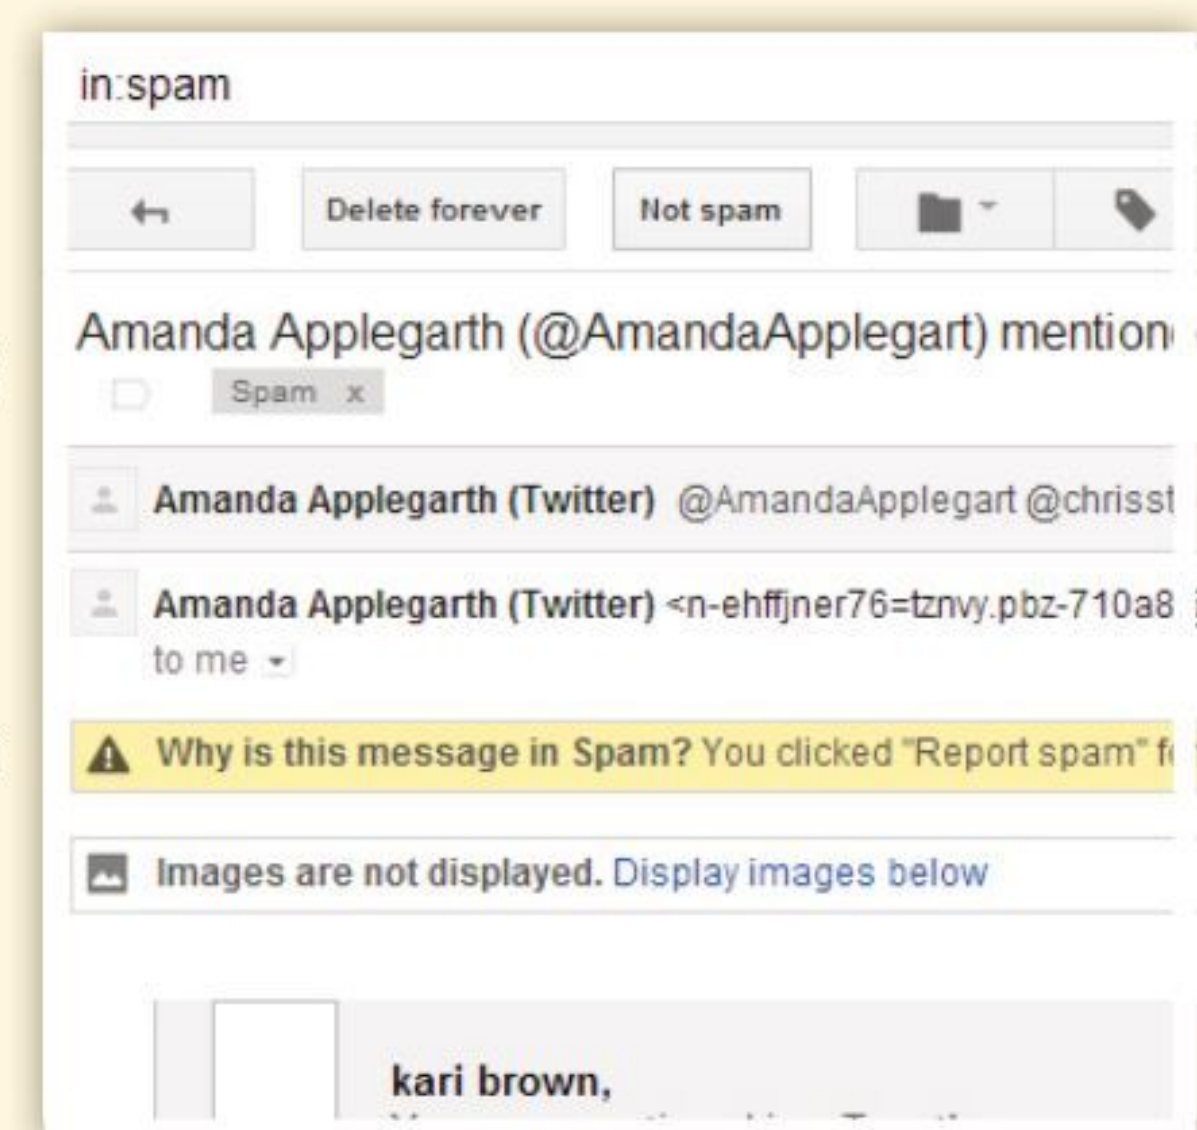 in:spam
Delete forever
Not spam
Amanda Applegarth (@AmandaApplegart) mention
Spam x
Amanda Applegarth (Twitter) @AmandaApplegart @chrisst
Amanda Applegarth (Twitter) <n-ehffjner76=tznvy.pbz-710a8
to me
Why is this message in Spam? You clicked "Report spam"
Images are not displayed. Display images below
kari brown,